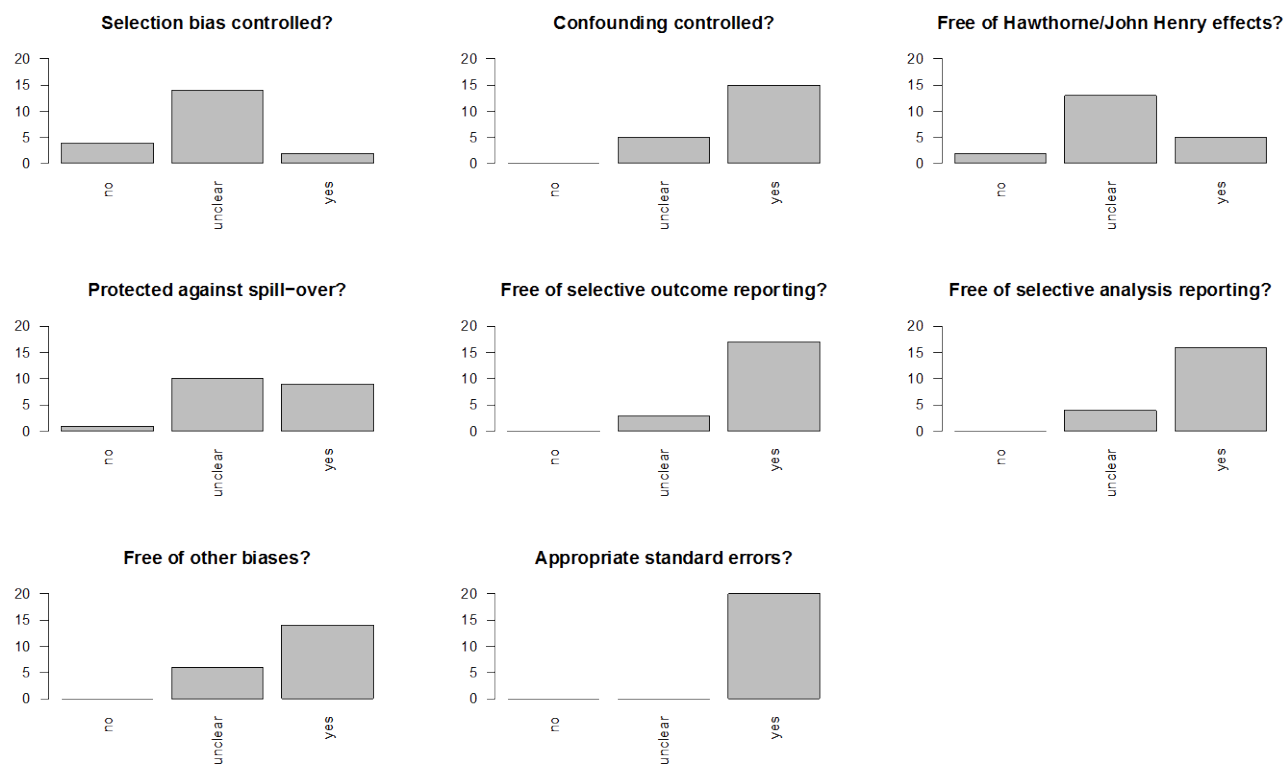 Selection bias controlled?
Confounding controlled?
Free of Hawthorne/John Henry effects?
20
15
10
5
0
no
unclear
yes
20
15
10
5
0
no
unclear
yes
20
15
10
5
0
no
unclear
yes
Protected against spill−over?
Free of selective outcome reporting?
Free of selective analysis reporting?
20
15
10
5
0
no
unclear
yes
20
15
10
5
0
no
unclear
yes
20
15
10
5
0
no
unclear
yes
Free of other biases?
Appropriate standard errors?
20
15
10
5
0
no
unclear
yes
20
15
10
5
0
no
unclear
yes